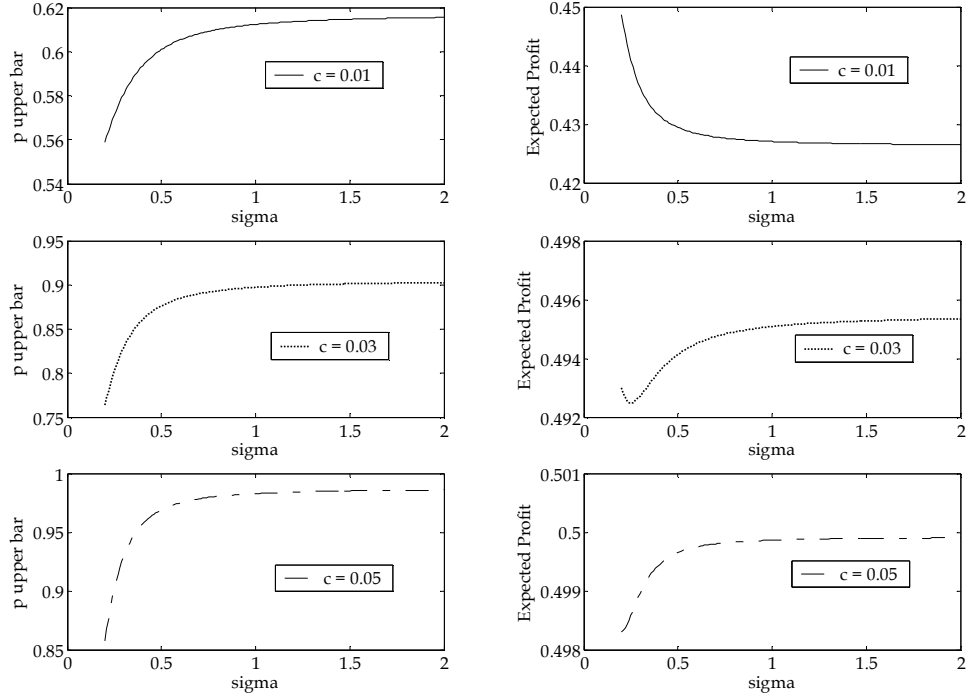 0.62
0.6
0.58
0.56
0.54
0 0.5 1 1.5 2
p upper bar
sigma
c = 0.01
0.45
0.44
0.43
0.42
0 0.5 1 1.5 2
Expected Profit
sigma
c = 0.01
0.95
0.9
0.85
0.8
0.75
0 0.5 1 1.5 2
p upper bar
sigma
c = 0.03
0.498
0.496
0.494
0.492
0 0.5 1 1.5 2
Expected Profit
sigma
c = 0.03
1
0.95
0.9
0.85
0 0.5 1 1.5 2
p upper bar
sigma
c = 0.05
0.501
0.5
0.499
0.498
0 0.5 1 1.5 2
Expected Profit
sigma
c = 0.05